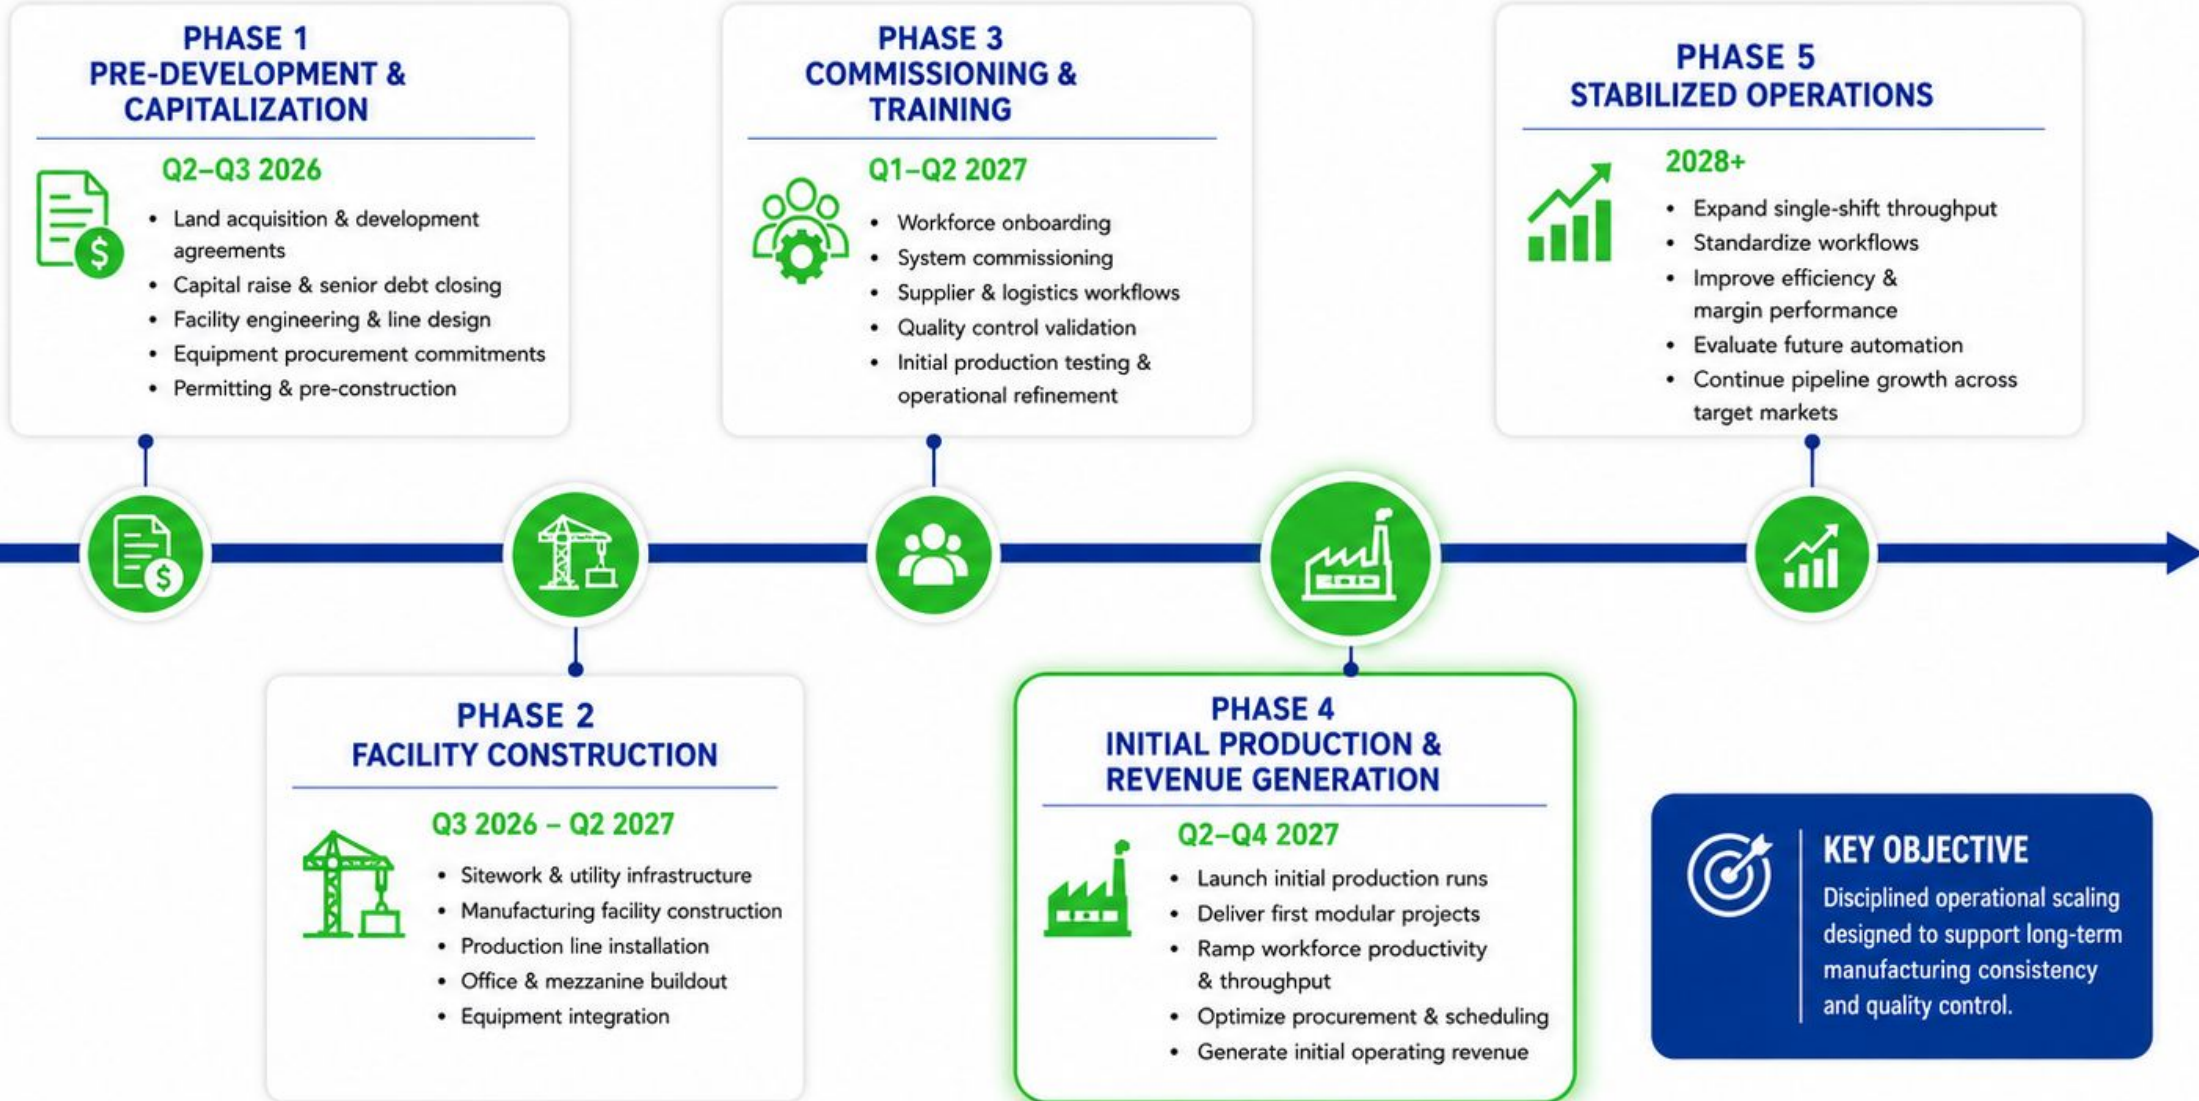 PHASE 1
PRE-DEVELOPMENT &
CAPITALIZATION
Q2–Q3 2026
• Land acquisition & development
agreements
• Capital raise & senior debt closing
• Facility engineering & line design
• Equipment procurement commitments
• Permitting & pre-construction
$
$
PHASE 2
FACILITY CONSTRUCTION
Q3 2026 – Q2 2027
• Sitework & utility infrastructure
• Manufacturing facility construction
• Production line installation
• Office & mezzanine buildout
• Equipment integration
PHASE 3
COMMISSIONING &
TRAINING
Q1–Q2 2027
• Workforce onboarding
• System commissioning
• Supplier & logistics workflows
• Quality control validation
• Initial production testing &
operational refinement
PHASE 4
INITIAL PRODUCTION &
REVENUE GENERATION
Q2–Q4 2027
• Launch initial production runs
• Deliver first modular projects
• Ramp workforce productivity
& throughput
• Optimize procurement & scheduling
• Generate initial operating revenue
PHASE 5
STABILIZED OPERATIONS
2028+
• Expand single-shift throughput
• Standardize workflows
• Improve efficiency &
margin performance
• Evaluate future automation
• Continue pipeline growth across
target markets
KEY OBJECTIVE
Disciplined operational scaling
designed to support long-term
manufacturing consistency
and quality control.